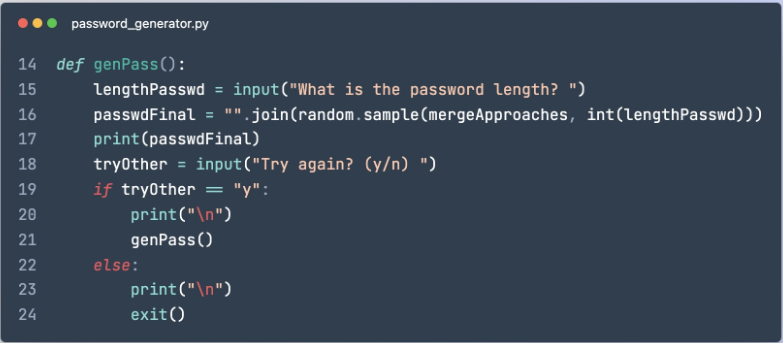 password_generator.py
14 def genPass():
15     lengthPasswd = input("What is the password length? ")
16     passwdFinal = "".join(random.sample(mergeApproaches, int(lengthPasswd)))
17     print(passwdFinal)
18     tryOther = input("Try again? (y/n) ")
19     if tryOther == "y":
20         print("\n")
21         genPass()
22     else:
23         print("\n")
24         exit()